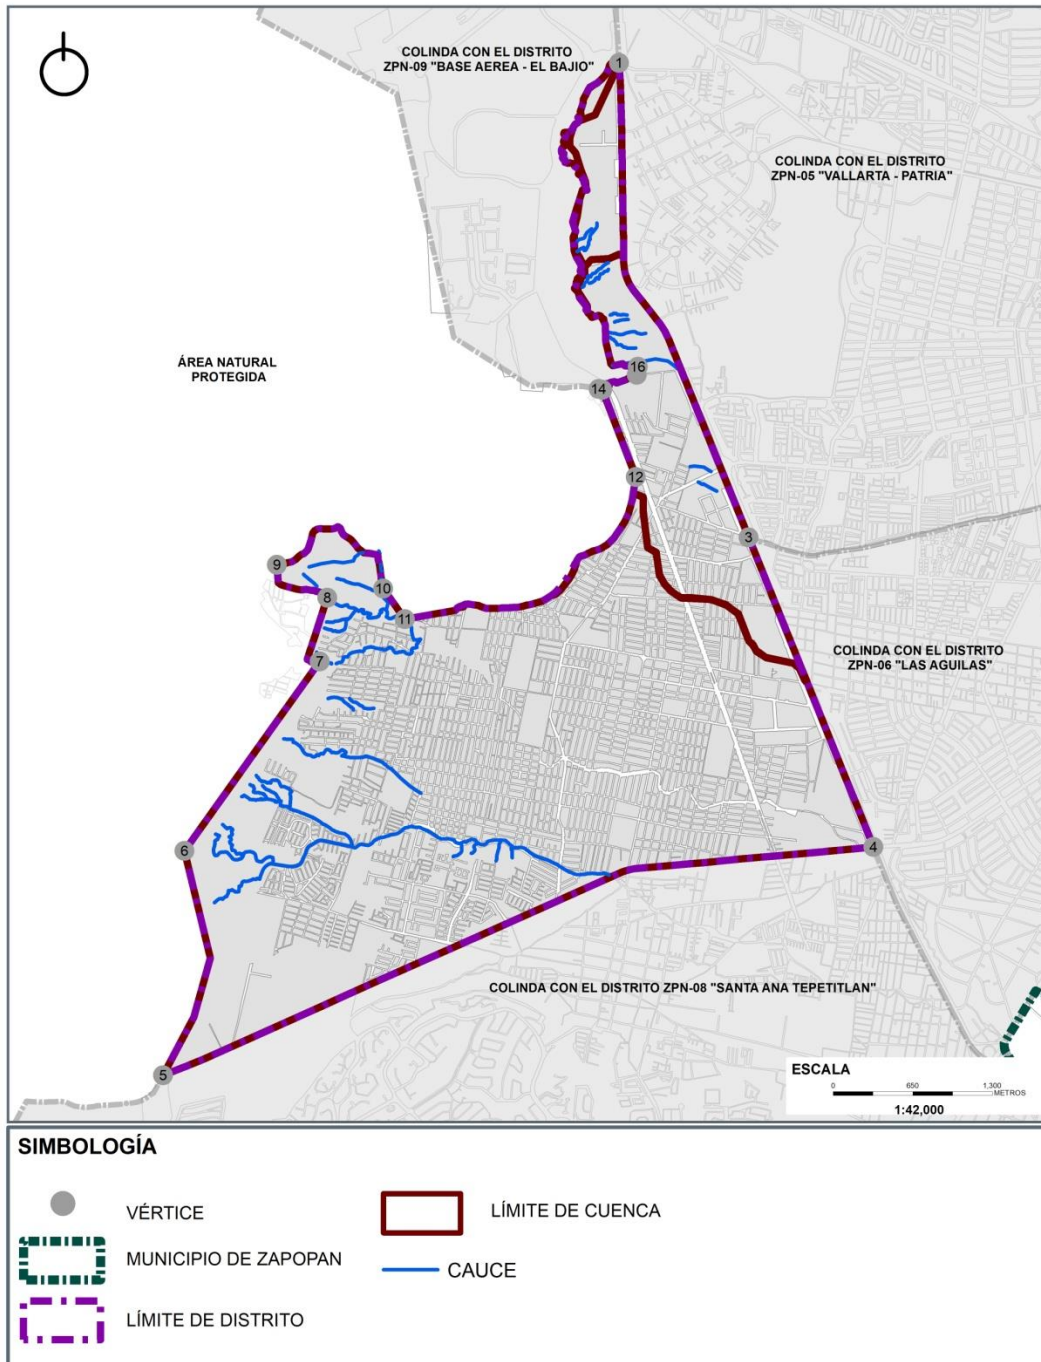 COLINDA CON EL DISTRITO
ZPN-09 "BASE AEREA - EL BAJIO"
1
COLINDA CON EL DISTRITO
ZPN-05 "VALLARTA - PATRIA"
ÁREA NATURAL
PROTEGIDA
16
14
12
3
9
10
8
11
7
COLINDA CON EL DISTRITO
ZPN-06 "LAS AGUILAS"
6
4
COLINDA CON EL DISTRITO ZPN-08 "SANTA ANA TEPETITLAN"
5
ESCALA
0 650 1,300
METROS
1:42,000
SIMBOLOGÍA
VÉRTICE
LÍMITE DE CUENCA
MUNICIPIO DE ZAPOPAN
CAUCE
LÍMITE DE DISTRITO